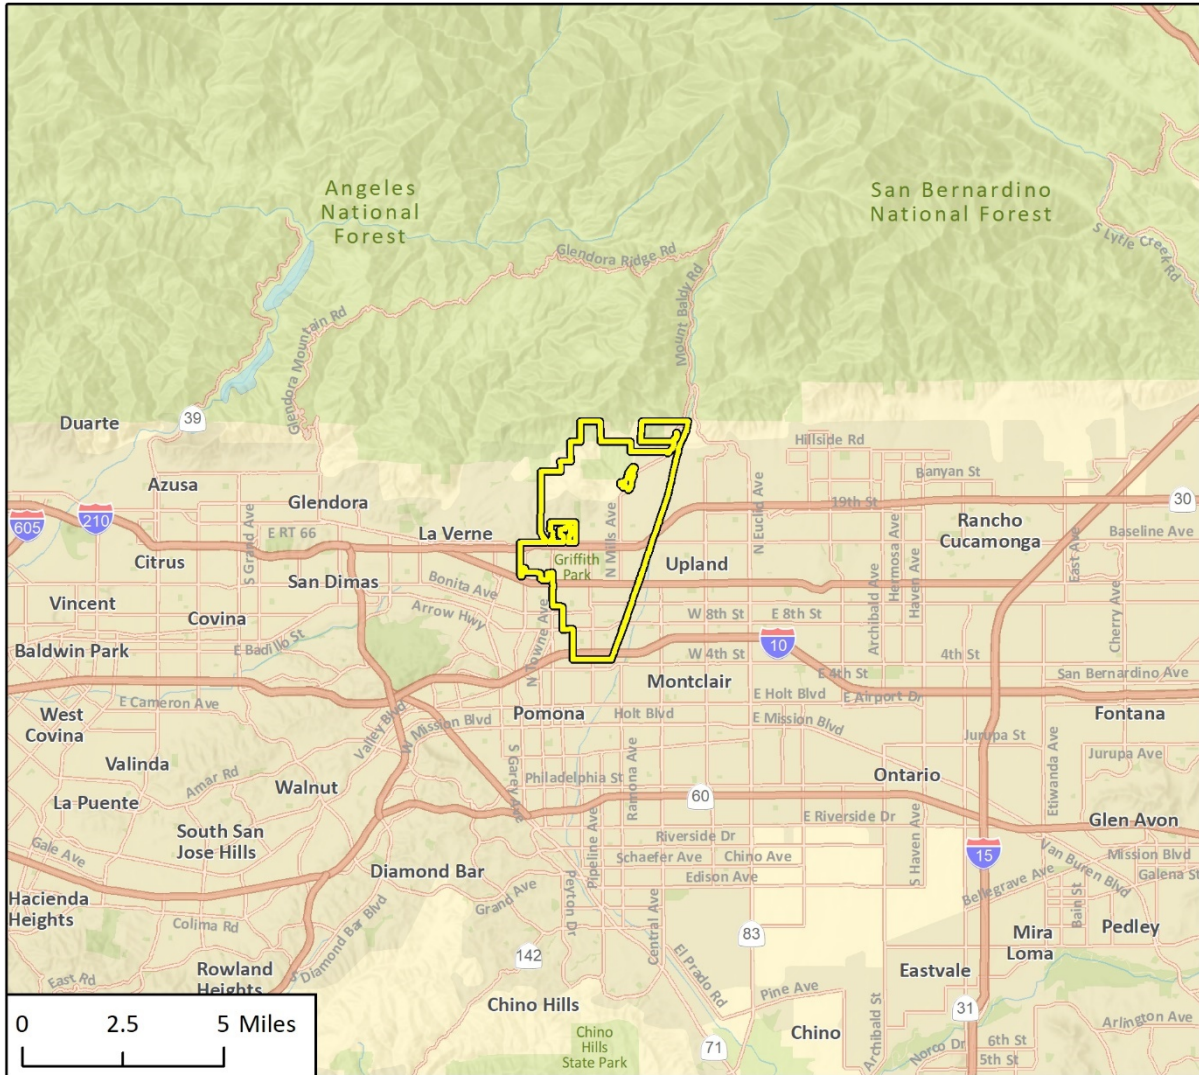 Angeles
National
Forest
San Bernardino
National Forest
S Lytle Creek Rd
Glendora Ridge Rd
Mount Baldy Rd
Glendora Mountain Rd
Duarte
39
Hillside Rd
Banyan St
Azusa
Glendora
19th St
30
605
210
La Verne
E RT 66
S Grand Ave
N Mills Ave
N Euclid Ave
Rancho
Cucamonga
Baseline Ave
Citrus
San Dimas
Griffith
Park
Upland
Hermosa Ave
Haven Ave
Archibald Ave
East Ave
Bonita Ave
Arrow Hwy
Vincent
Covina
W 8th St
E 8th St
Cherry Ave
Baldwin Park
E Badillo St
N Towne Ave
10
W 4th St
4th St
E 4th St
San Bernardino Ave
Montclair
E Holt Blvd
E Airport Dr
E Cameron Ave
West
Covina
Valley Blvd
W Mission Blvd
Pomona
Holt Blvd
E Mission Blvd
Fontana
Jurupa St
Jurupa Ave
Valinda
Amar Rd
Walnut
S Garey Ave
Philadelphia St
Ramona Ave
Ontario
Etiwanda Ave
La Puente
60
E Riverside Dr
Glen Avon
South San
Jose Hills
Riverside Dr
Gale Ave
Pipeline Ave
Schaefer Ave
Chino Ave
Edison Ave
S Haven Ave
15
Van Buren Blvd
Mission Blvd
Galena St
Bellegrave Ave
Bain St
Diamond Bar
Grand Ave
Peyton Dr
Central Ave
Hacienda
Heights
Colima Rd
S Diamond Bar Blvd
83
Mira
Loma
Pedley
142
El Prado Rd
East Rd
Rowland
Heights
Eastvale
Pine Ave
Chino Hills
Archibald St
31
Arlington Ave
Chino
Hills
State Park
71
Chino
Norco Dr
6th St
5th St
0 2.5 5 Miles